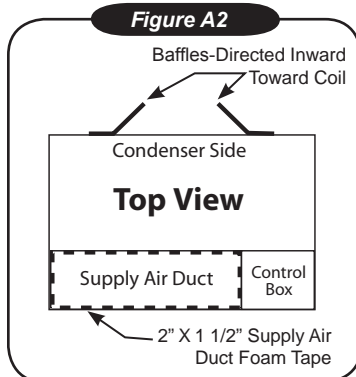 Figure A2
Baffles-Directed Inward
Toward Coil
Condenser Side
Top View
Supply Air Duct
Control
Box
2” X 1 1/2” Supply Air
Duct Foam Tape